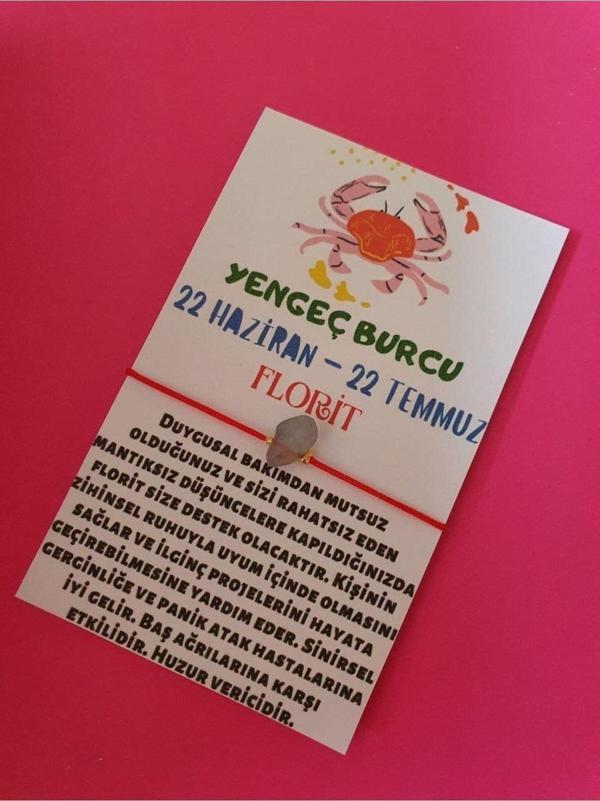 YENGEÇ BURCU
22 HAZİRAN – 22 TEMMUZ
FLORİT
DUYGUSAL BAKIMDAN MUTSUZ
OLDUĞUNUZ VE SİZİ RAHATSIZ EDEN
MANTIKSIZ DÜŞÜNCELERE KAPILDIĞINIZDA
FLORİT SİZE DESTEK OLACAKTIR. KİŞİNİN
ZİHİNSEL RUHUYLA UYUM İÇİNDE OLMASINI
SAĞLAR VE İLGİNÇ PROJELERİNİ HAYATA
GEÇİREBİLMESİNE YARDIM EDER. SİNİRSEL
GERGİNLİĞE VE PANİK ATAK HASTALARINA
İYİ GELİR. BAŞ AĞRILARINA KARŞI
ETKİLİDİR. HUZUR VERİCİDİR.